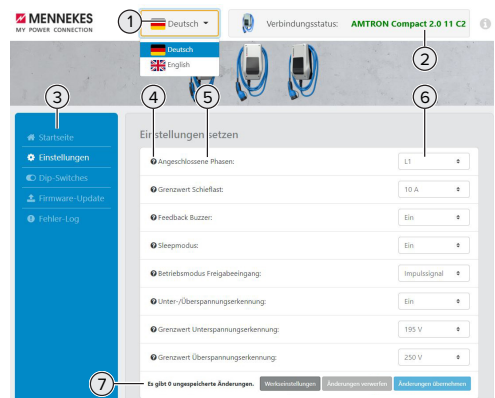 MENNEKES
MY POWER CONNECTION
1
Deutsch
Verbindungsstatus: AMTRON Compact 2.0 11 C2
2
Deutsch
English
3
4
5
6
Startseite
Einstellungen
Dip-Switches
Firmware-Update
Fehler-Log
Einstellungen setzen
Angeschlossene Phasen: L1
Grenzwert Schieflast: 10 A
Feedback Buzzer: Ein
Sleepmodus: Ein
Betriebsmodus Freigabeeingang: Impulssignal
Unter-/Überspannungserkennung: Ein
Grenzwert Unterspannungserkennung: 195 V
Grenzwert Überspannungserkennung: 250 V
7
Es gibt 0 ungespeicherte Änderungen. Werkseinstellungen Änderungen verwerfen Änderungen übernehmen